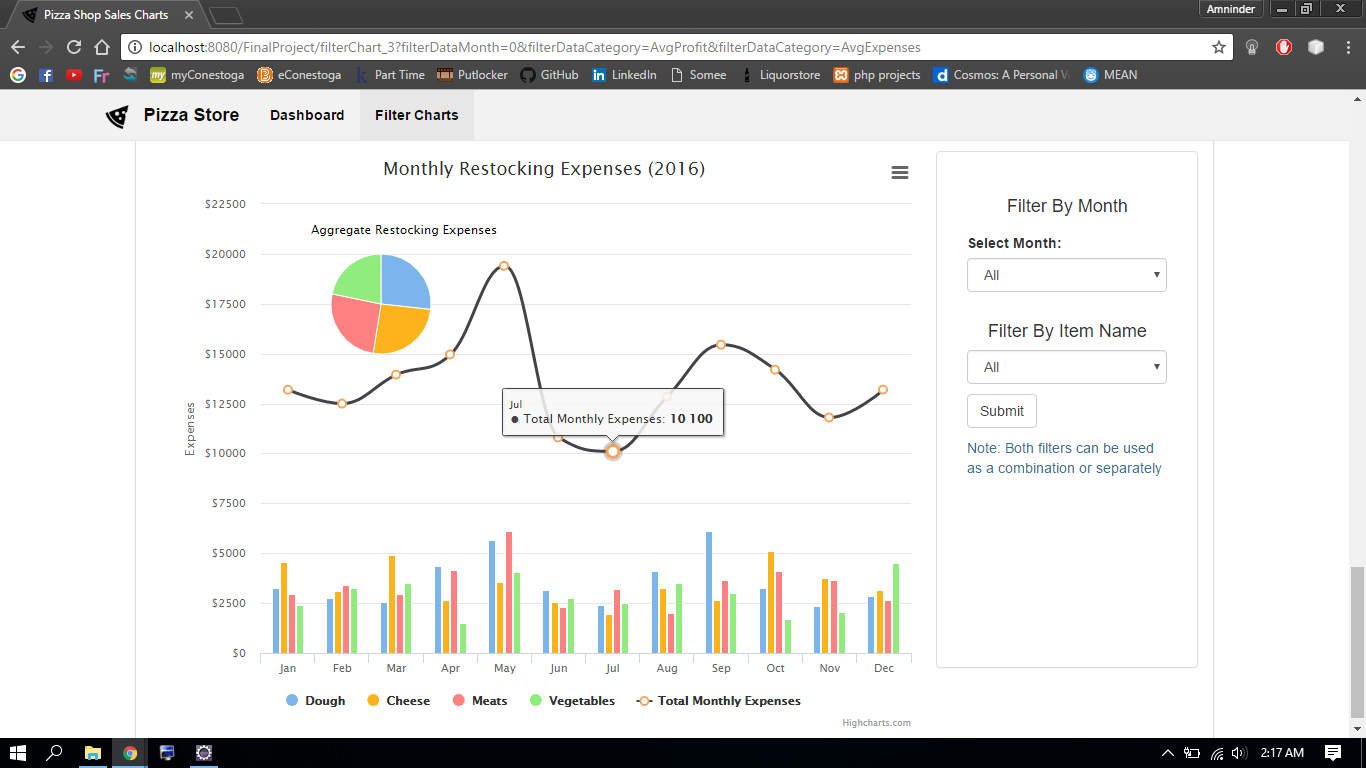 Pizza Shop Sales Charts
Amninder
localhost:8080/FinalProject/filterChart_3?filterDataMonth=0&filterDataCategory=AvgProfit&filterDataCategory=AvgExpenses
myConestoga eConestoga Part Time Putlocker GitHub LinkedIn Somee Liquorstore php projects Cosmos: A Personal MEAN
Pizza Store Dashboard Filter Charts
Monthly Restocking Expenses (2016)
Aggregate Restocking Expenses
Expenses
$22500
$20000
$17500
$15000
$12500
$10000
$7500
$5000
$2500
$0
Jul
Total Monthly Expenses: 10 100
Jan Feb Mar Apr May Jun Jul Aug Sep Oct Nov Dec
Dough Cheese Meats Vegetables Total Monthly Expenses
Highcharts.com
Filter By Month
Select Month:
All
Filter By Item Name
All
Submit
Note: Both filters can be used
as a combination or separately
2:17 AM